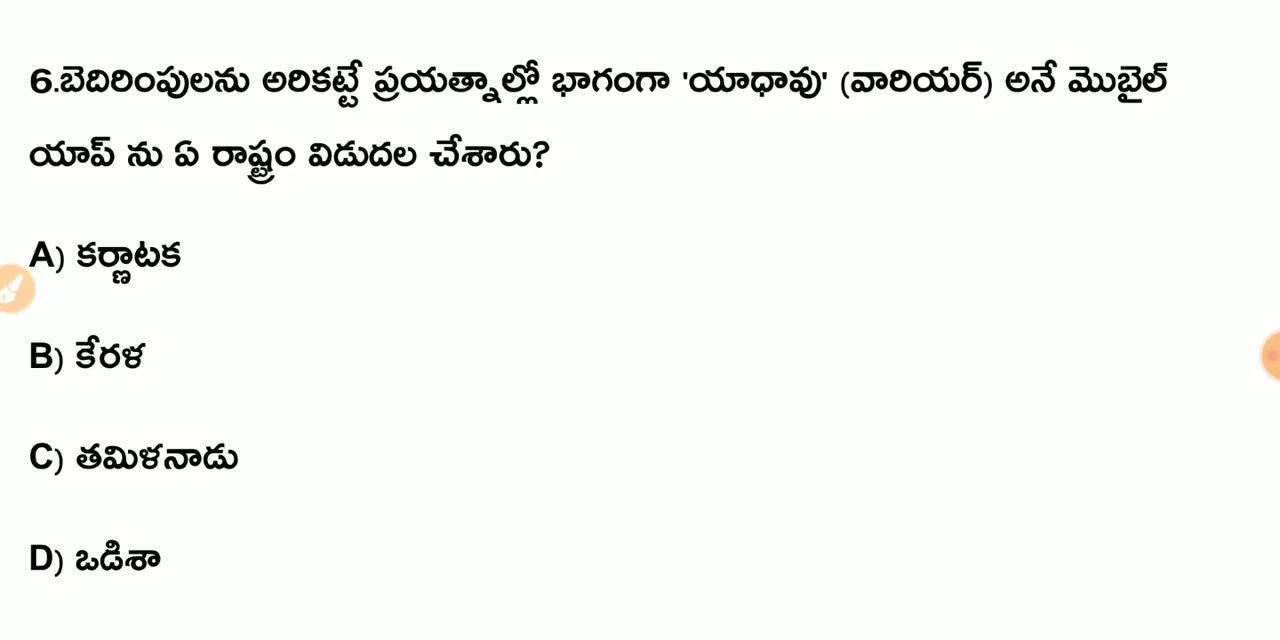 6.బెదిరింపులను అరికట్టే ప్రయత్నాల్లో భాగంగా 'యాధావు' (వారియర్) అనే మొబైల్
యాప్ ను ఏ రాష్ట్రం విడుదల చేశారు?
A) కర్ణాటక
B) కేరళ
C) తమిళనాడు
D) ఒడిశా